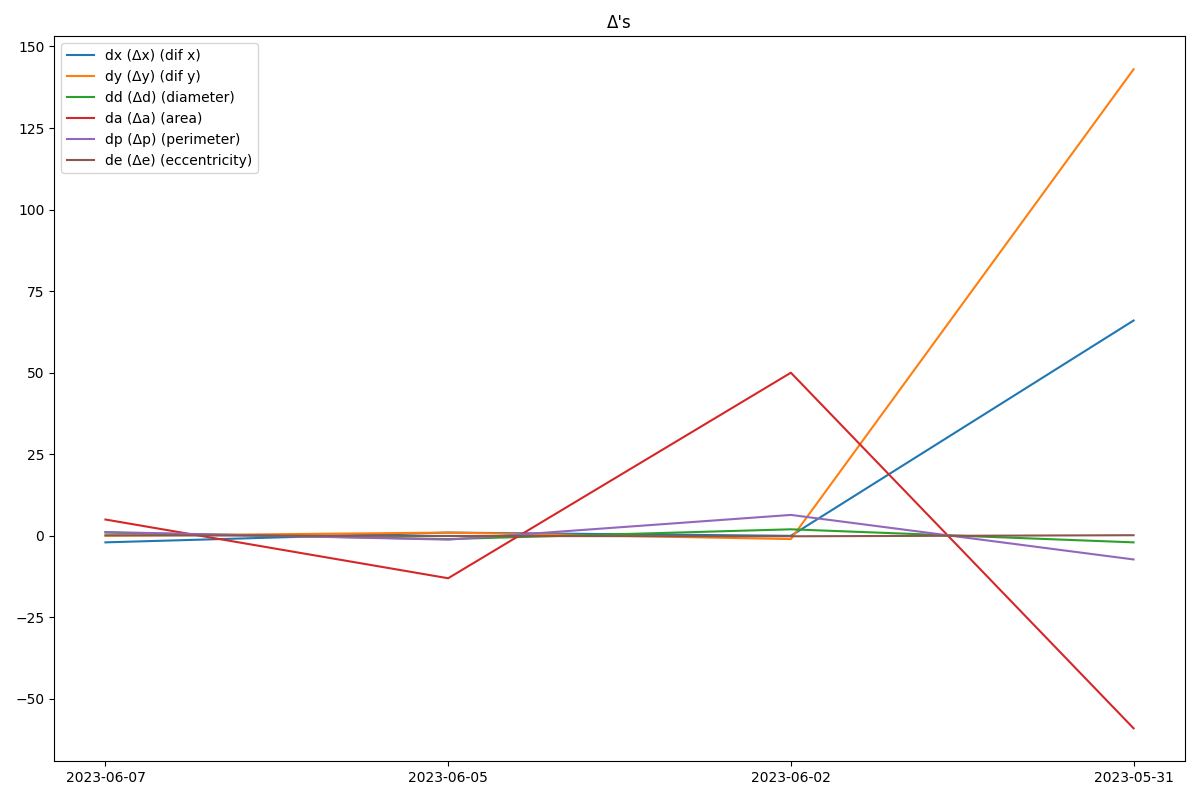 Δ's
dx (Δx) (dif x)
dy (Δy) (dif y)
dd (Δd) (diameter)
da (Δa) (area)
dp (Δp) (perimeter)
de (Δe) (eccentricity)
150
125
100
75
50
25
0
−25
−50
2023-06-07 2023-06-05 2023-06-02 2023-05-31